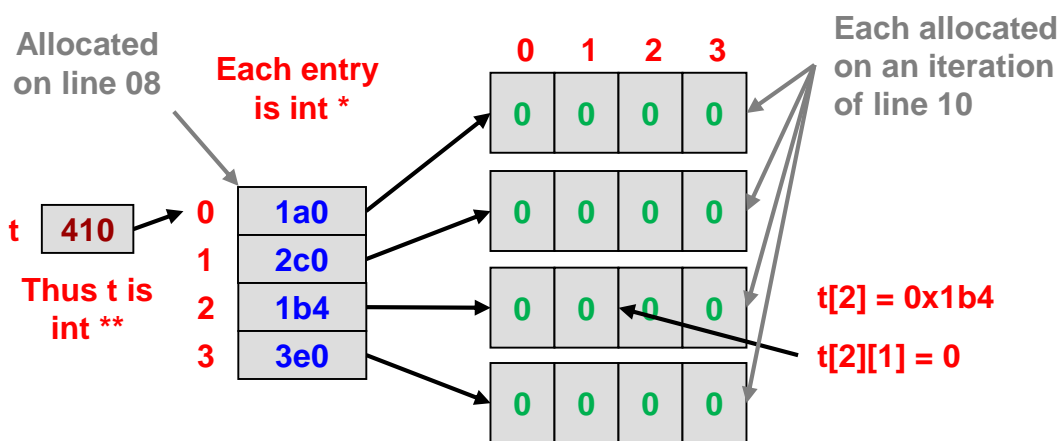 Allocated
on line 08
Each entry
is int *
0 1 2 3
Each allocated
on an iteration
of line 10
0 0 0 0
t 410
0 1a0
0 0 0 0
1 2c0
Thus t is
int **
2 1b4
0 0 0 0
t[2] = 0x1b4
3 3e0
t[2][1] = 0
0 0 0 0